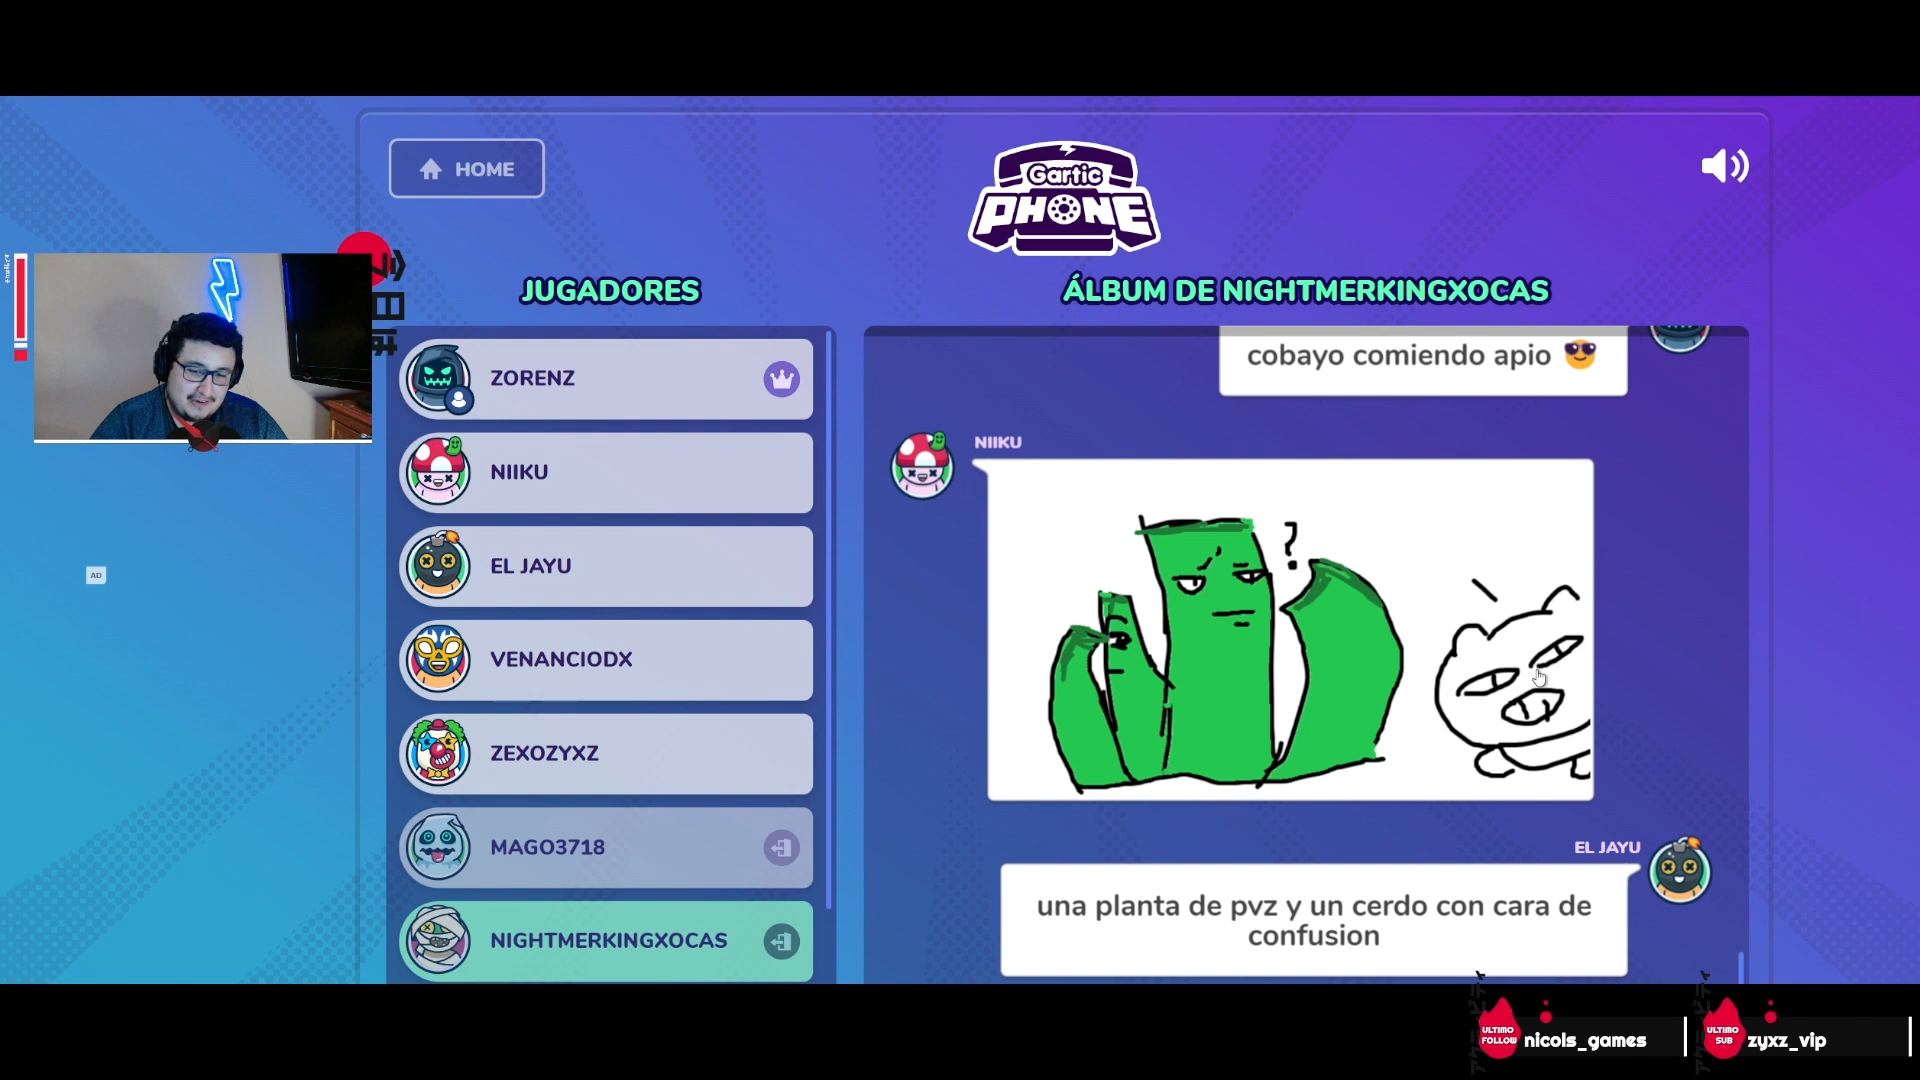 HOME
Gartic
PHONE
JUGADORES
ÁLBUM DE NIGHTMERKINGXOCAS
ZORENZ
NIIKU
EL JAYU
VENANCIODX
ZEXOZYXZ
MAGO3718
NIGHTMERKINGXOCAS
cobayo comiendo apio 😎
NIIKU
?
EL JAYU
una planta de pvz y un cerdo con cara de
confusion
AD
ULTIMO
FOLLOW
nicols_games
ULTIMO
SUB
zyxz_vip